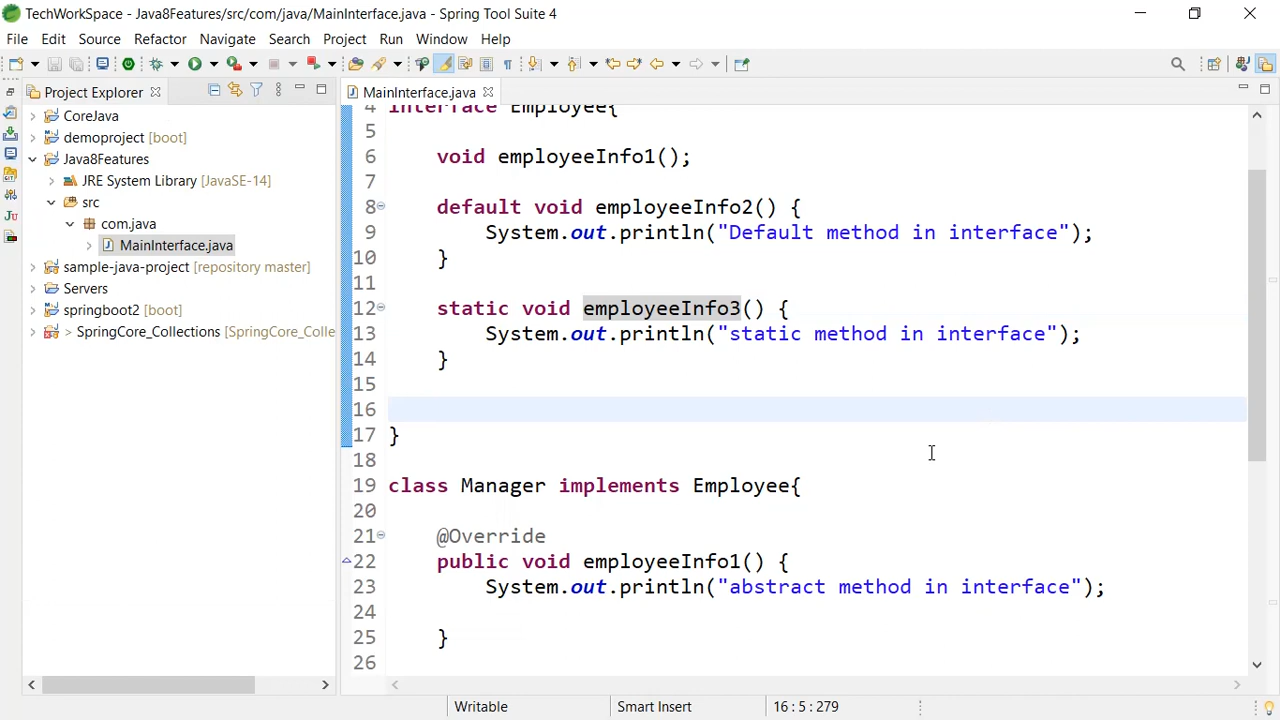 TechWorkSpace - Java8Features/src/com/java/MainInterface.java - Spring Tool Suite 4
File Edit Source Refactor Navigate Search Project Run Window Help
Project Explorer
CoreJava
demoproject [boot]
Java8Features
JRE System Library [JavaSE-14]
src
com.java
MainInterface.java
sample-java-project [repository master]
Servers
springboot2 [boot]
> SpringCore_Collections [SpringCore_Colle
MainInterface.java
4 interface Employee{
5
6 void employeeInfo1();
7
8 default void employeeInfo2() {
9 System.out.println("Default method in interface");
10 }
11
12 static void employeeInfo3() {
13 System.out.println("static method in interface");
14 }
15
16
17 }
18
19 class Manager implements Employee{
20
21 @Override
22 public void employeeInfo1() {
23 System.out.println("abstract method in interface");
24
25 }
26
Writable Smart Insert 16:5:279